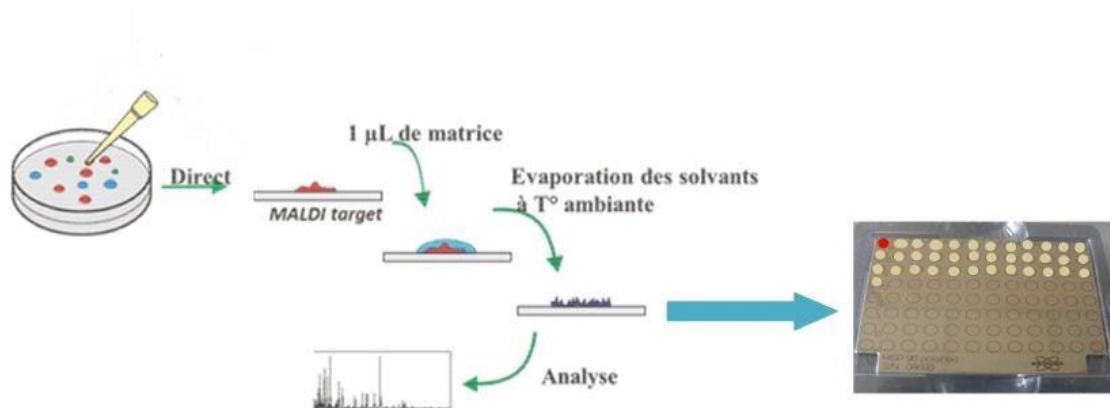 1 µL de matrice
Direct
Evaporation des solvants
à T° ambiante
MALDI target
Analyse